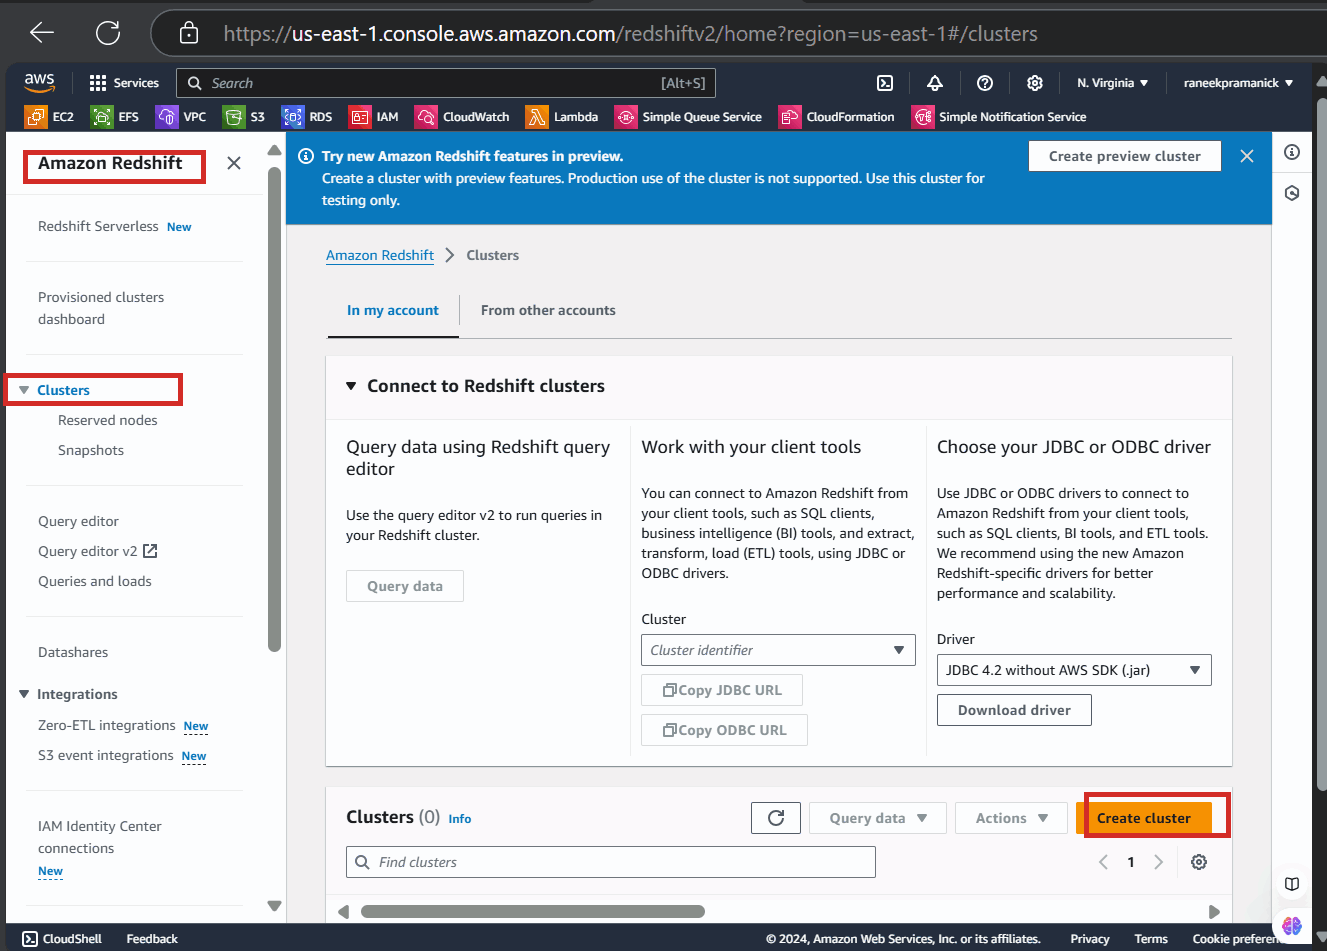 https://us-east-1.console.aws.amazon.com/redshiftv2/home?region=us-east-1#/clusters
aws
Services
Search
[Alt+S]
N. Virginia
raneekpramanick
EC2
EFS
VPC
S3
RDS
IAM
CloudWatch
Lambda
Simple Queue Service
CloudFormation
Simple Notification Service
Amazon Redshift
Redshift Serverless New
Provisioned clusters
dashboard
Clusters
Reserved nodes
Snapshots
Query editor
Query editor v2
Queries and loads
Datashares
Integrations
Zero-ETL integrations New
S3 event integrations New
IAM Identity Center
connections
New
Try new Amazon Redshift features in preview.
Create a cluster with preview features. Production use of the cluster is not supported. Use this cluster for
testing only.
Create preview cluster
Amazon Redshift
Clusters
In my account
From other accounts
Connect to Redshift clusters
Query data using Redshift query
editor
Use the query editor v2 to run queries in
your Redshift cluster.
Query data
Work with your client tools
You can connect to Amazon Redshift from
your client tools, such as SQL clients,
business intelligence (BI) tools, and extract,
transform, load (ETL) tools, using JDBC or
ODBC drivers.
Cluster
Cluster identifier
Copy JDBC URL
Copy ODBC URL
Choose your JDBC or ODBC driver
Use JDBC or ODBC drivers to connect to
Amazon Redshift from your client tools,
such as SQL clients, BI tools, and ETL tools.
We recommend using the new Amazon
Redshift-specific drivers for better
performance and scalability.
Driver
JDBC 4.2 without AWS SDK (.jar)
Download driver
Clusters (0) Info
Query data
Actions
Create cluster
Find clusters
1
CloudShell
Feedback
© 2024, Amazon Web Services, Inc. or its affiliates.
Privacy
Terms
Cookie preferen